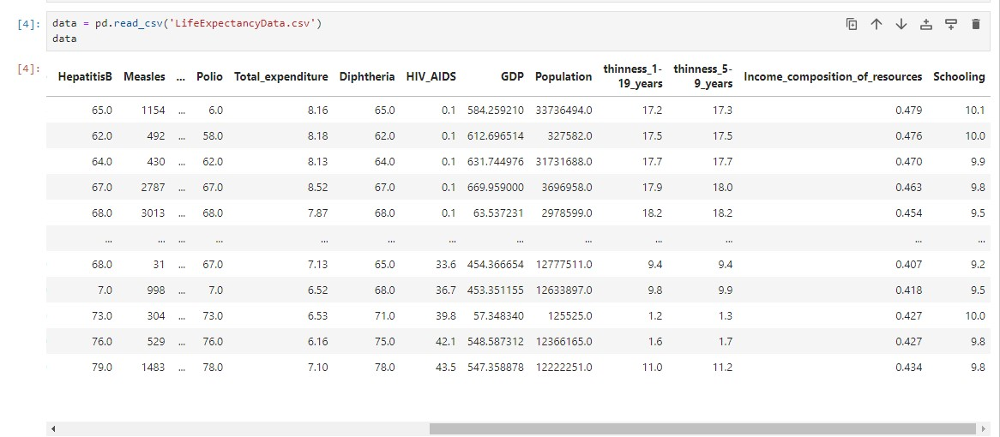 [4]: data = pd.read_csv('LifeExpectancyData.csv')
data
[4]:
HepatitisB Measles ... Polio Total_expenditure Diphtheria HIV_AIDS GDP Population thinness_1-19_years thinness_5-9_years Income_composition_of_resources Schooling
65.0 1154 ... 6.0 8.16 65.0 0.1 584.259210 33736494.0 17.2 17.3 0.479 10.1
62.0 492 ... 58.0 8.18 62.0 0.1 612.696514 327582.0 17.5 17.5 0.476 10.0
64.0 430 ... 62.0 8.13 64.0 0.1 631.744976 31731688.0 17.7 17.7 0.470 9.9
67.0 2787 ... 67.0 8.52 67.0 0.1 669.959000 3696958.0 17.9 18.0 0.463 9.8
68.0 3013 ... 68.0 7.87 68.0 0.1 63.537231 2978599.0 18.2 18.2 0.454 9.5
... ... ... ... ... ... ... ... ... ... ... ... ...
68.0 31 ... 67.0 7.13 65.0 33.6 454.366654 12777511.0 9.4 9.4 0.407 9.2
7.0 998 ... 7.0 6.52 68.0 36.7 453.351155 12633897.0 9.8 9.9 0.418 9.5
73.0 304 ... 73.0 6.53 71.0 39.8 57.348340 125525.0 1.2 1.3 0.427 10.0
76.0 529 ... 76.0 6.16 75.0 42.1 548.587312 12366165.0 1.6 1.7 0.427 9.8
79.0 1483 ... 78.0 7.10 78.0 43.5 547.358878 12222251.0 11.0 11.2 0.434 9.8